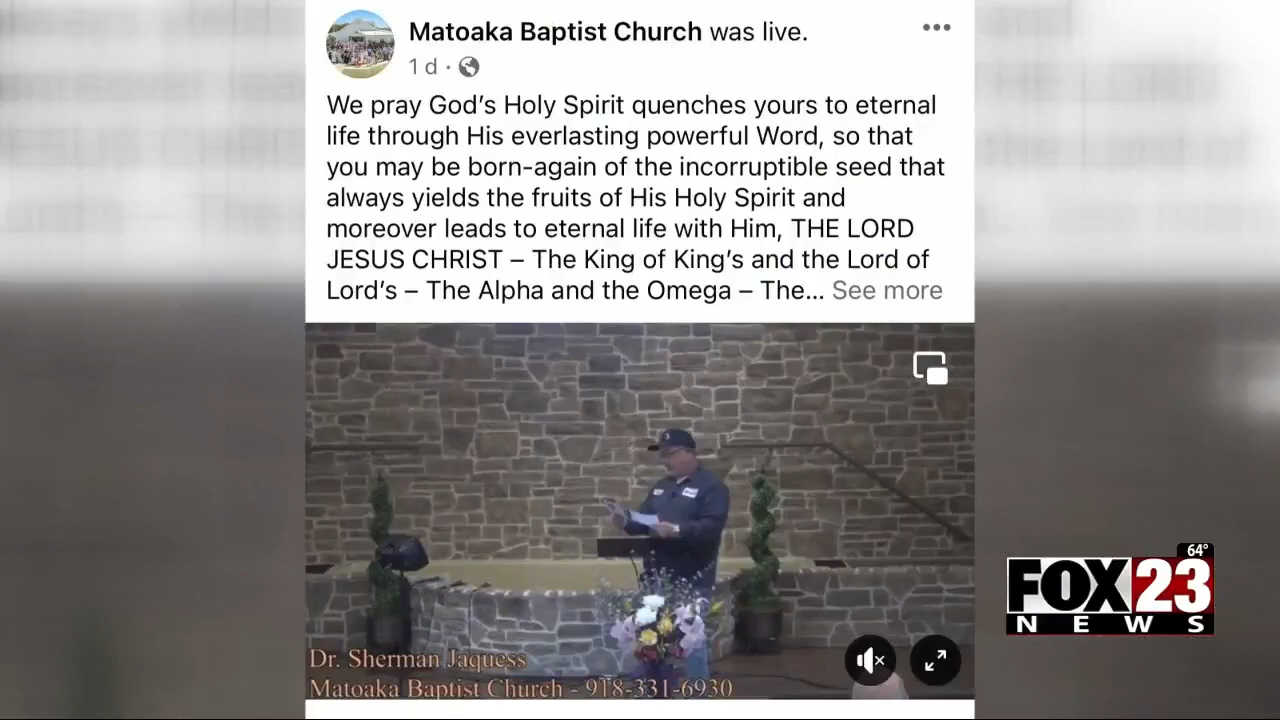 Matoaka Baptist Church was live.
1 d ·
We pray God's Holy Spirit quenches yours to eternal
life through His everlasting powerful Word, so that
you may be born-again of the incorruptible seed that
always yields the fruits of His Holy Spirit and
moreover leads to eternal life with Him, THE LORD
JESUS CHRIST – The King of King's and the Lord of
Lord's – The Alpha and the Omega – The... See more
Dr. Sherman Jaquess
Matoaka Baptist Church - 918-331-6930
64°
FOX23
NEWS